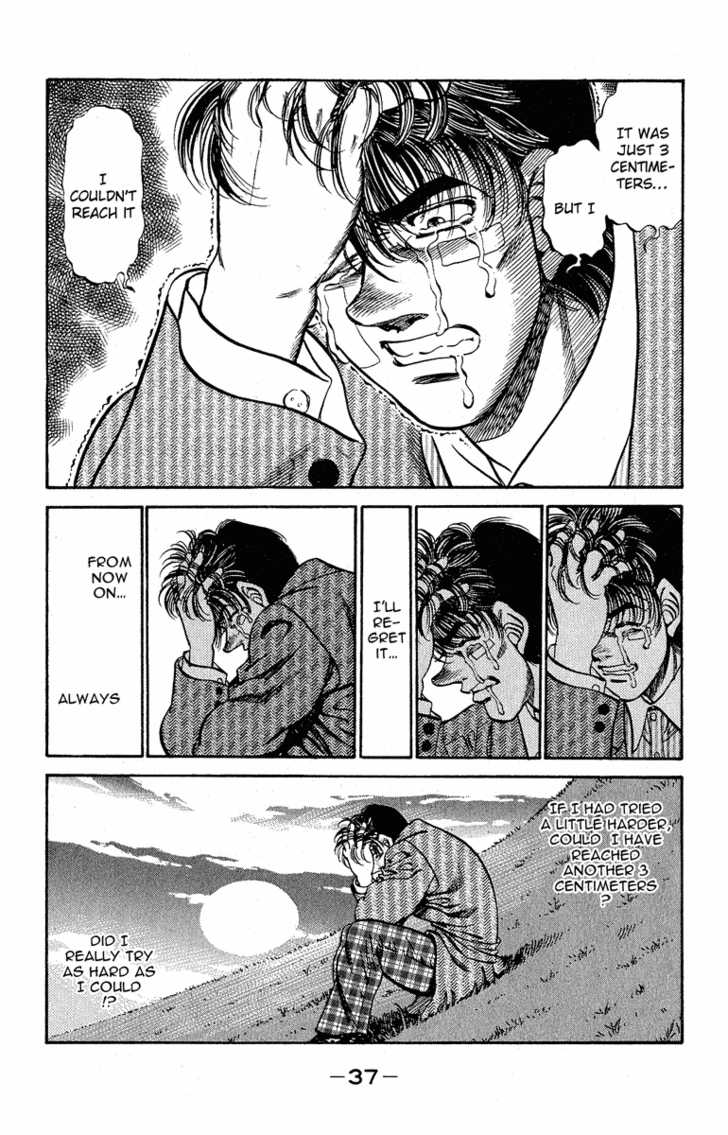 IT WAS
JUST 3
CENTIME-
TERS...
BUT I
I
COULDN'T
REACH IT
I'LL
RE-
GRET
IT...
FROM
NOW
ON...
ALWAYS
IF I HAD TRIED
A LITTLE HARDER,
COULD I HAVE
REACHED
ANOTHER 3
CENTIMETERS
?
DID I
REALLY TRY
AS HARD AS
I COULD
!?
—37—